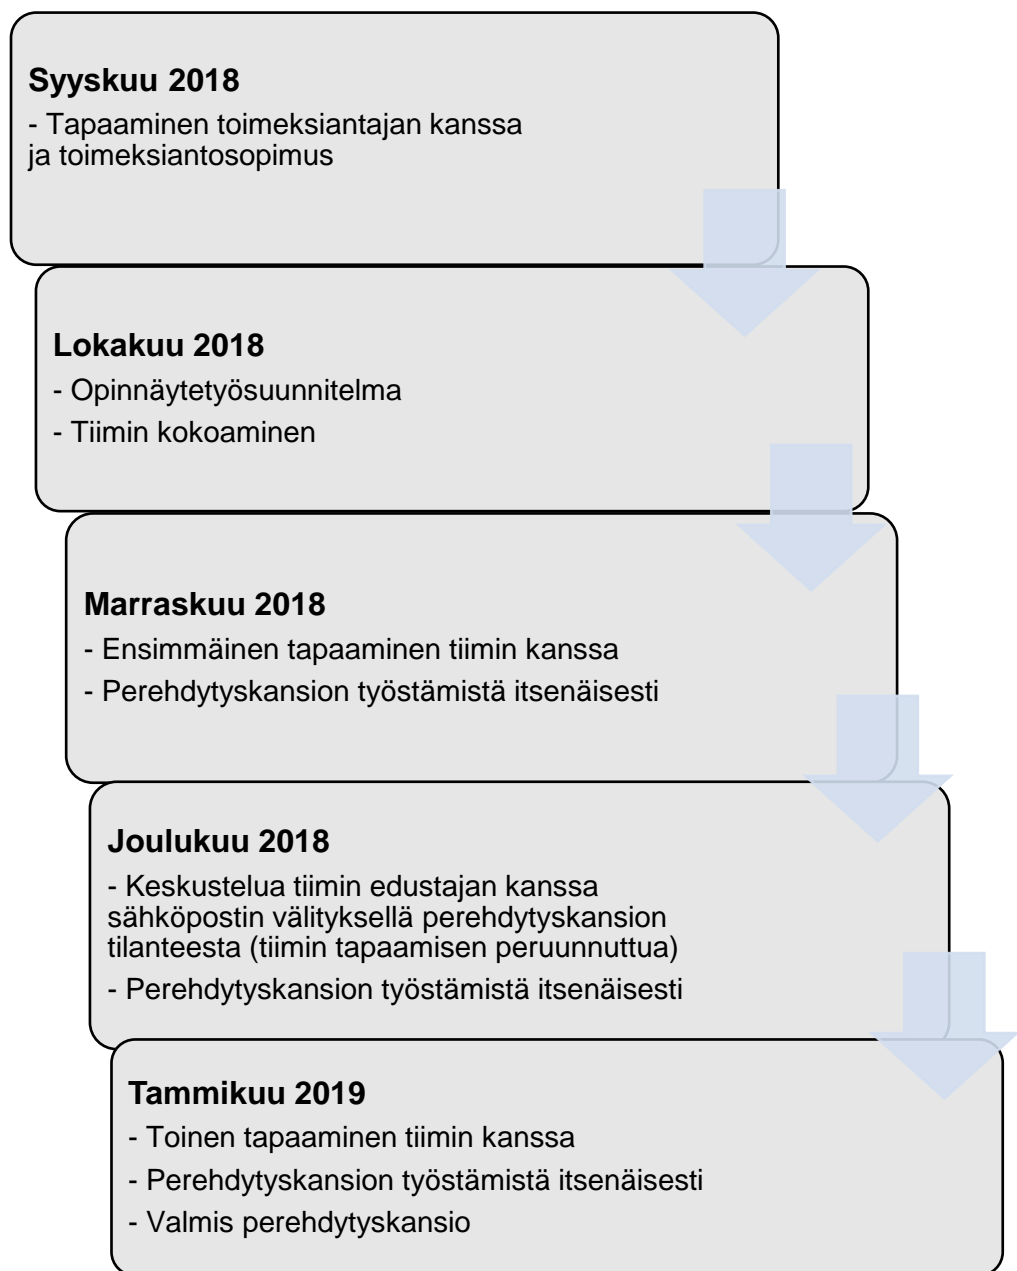 Syyskuu 2018
- Tapaaminen toimeksiantajan kanssa
ja toimeksiantosopimus
Lokakuu 2018
- Opinnäytetyösuunnitelma
- Tiimin kokoaminen
Marraskuu 2018
- Ensimmäinen tapaaminen tiimin kanssa
- Perehdytyskansion työstämistä itsenäisesti
Joulukuu 2018
- Keskustelua tiimin edustajan kanssa
sähköpostin välityksellä perehdytyskansion
tilanteesta (tiimin tapaamisen peruunnuttua)
- Perehdytyskansion työstämistä itsenäisesti
Tammikuu 2019
- Toinen tapaaminen tiimin kanssa
- Perehdytyskansion työstämistä itsenäisesti
- Valmis perehdytyskansio